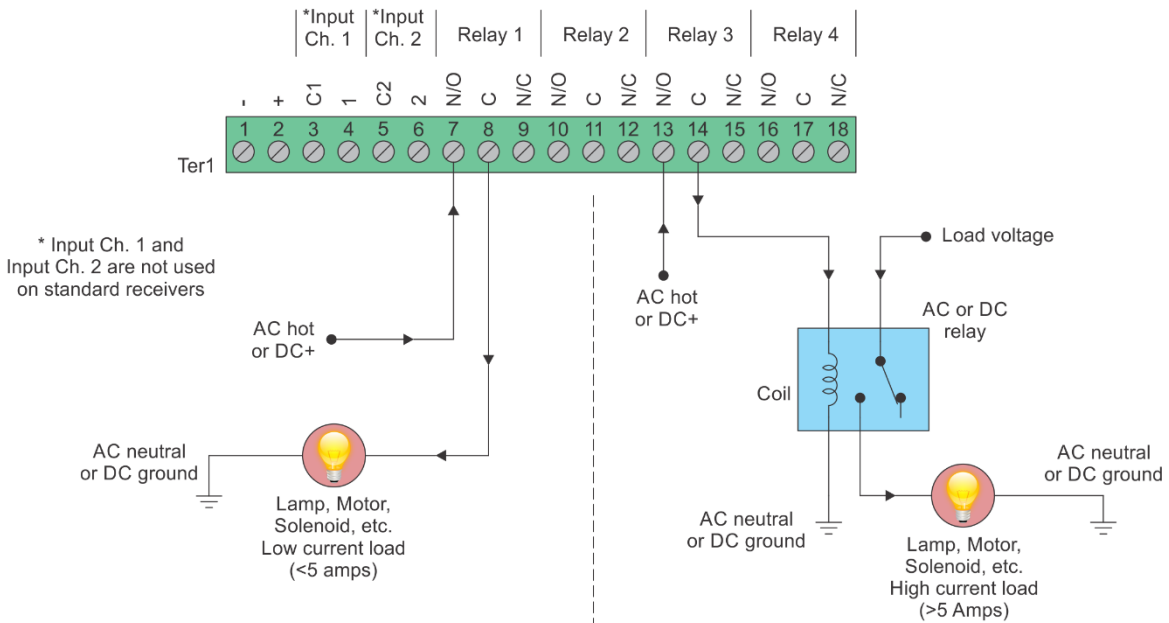 *Input
Ch. 1
*Input
Ch. 2
Relay 1
Relay 2
Relay 3
Relay 4
-
+
C1
1
C2
2
N/O
C
N/C
N/O
C
N/C
N/O
C
N/C
N/O
C
N/C
1 2 3 4 5 6 7 8 9 10 11 12 13 14 15 16 17 18
Ter1
* Input Ch. 1 and
Input Ch. 2 are not used
on standard receivers
AC hot
or DC+
AC neutral
or DC ground
Lamp, Motor,
Solenoid, etc.
Low current load
(<5 amps)
AC hot
or DC+
Load voltage
AC or DC
relay
Coil
AC neutral
or DC ground
AC neutral
or DC ground
Lamp, Motor,
Solenoid, etc.
High current load
(>5 Amps)